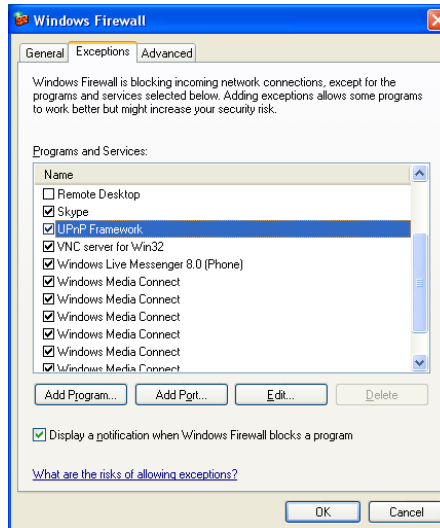 Windows Firewall
General Exceptions Advanced
Windows Firewall is blocking incoming network connections, except for the
programs and services selected below. Adding exceptions allows some programs
to work better but might increase your security risk.
Programs and Services:
Name
Remote Desktop
Skype
UPnP Framework
VNC server for Win32
Windows Live Messenger 8.0 (Phone)
Windows Media Connect
Windows Media Connect
Windows Media Connect
Windows Media Connect
Windows Media Connect
Windows Media Connect
Add Program... Add Port... Edit... Delete
Display a notification when Windows Firewall blocks a program
What are the risks of allowing exceptions?
OK Cancel